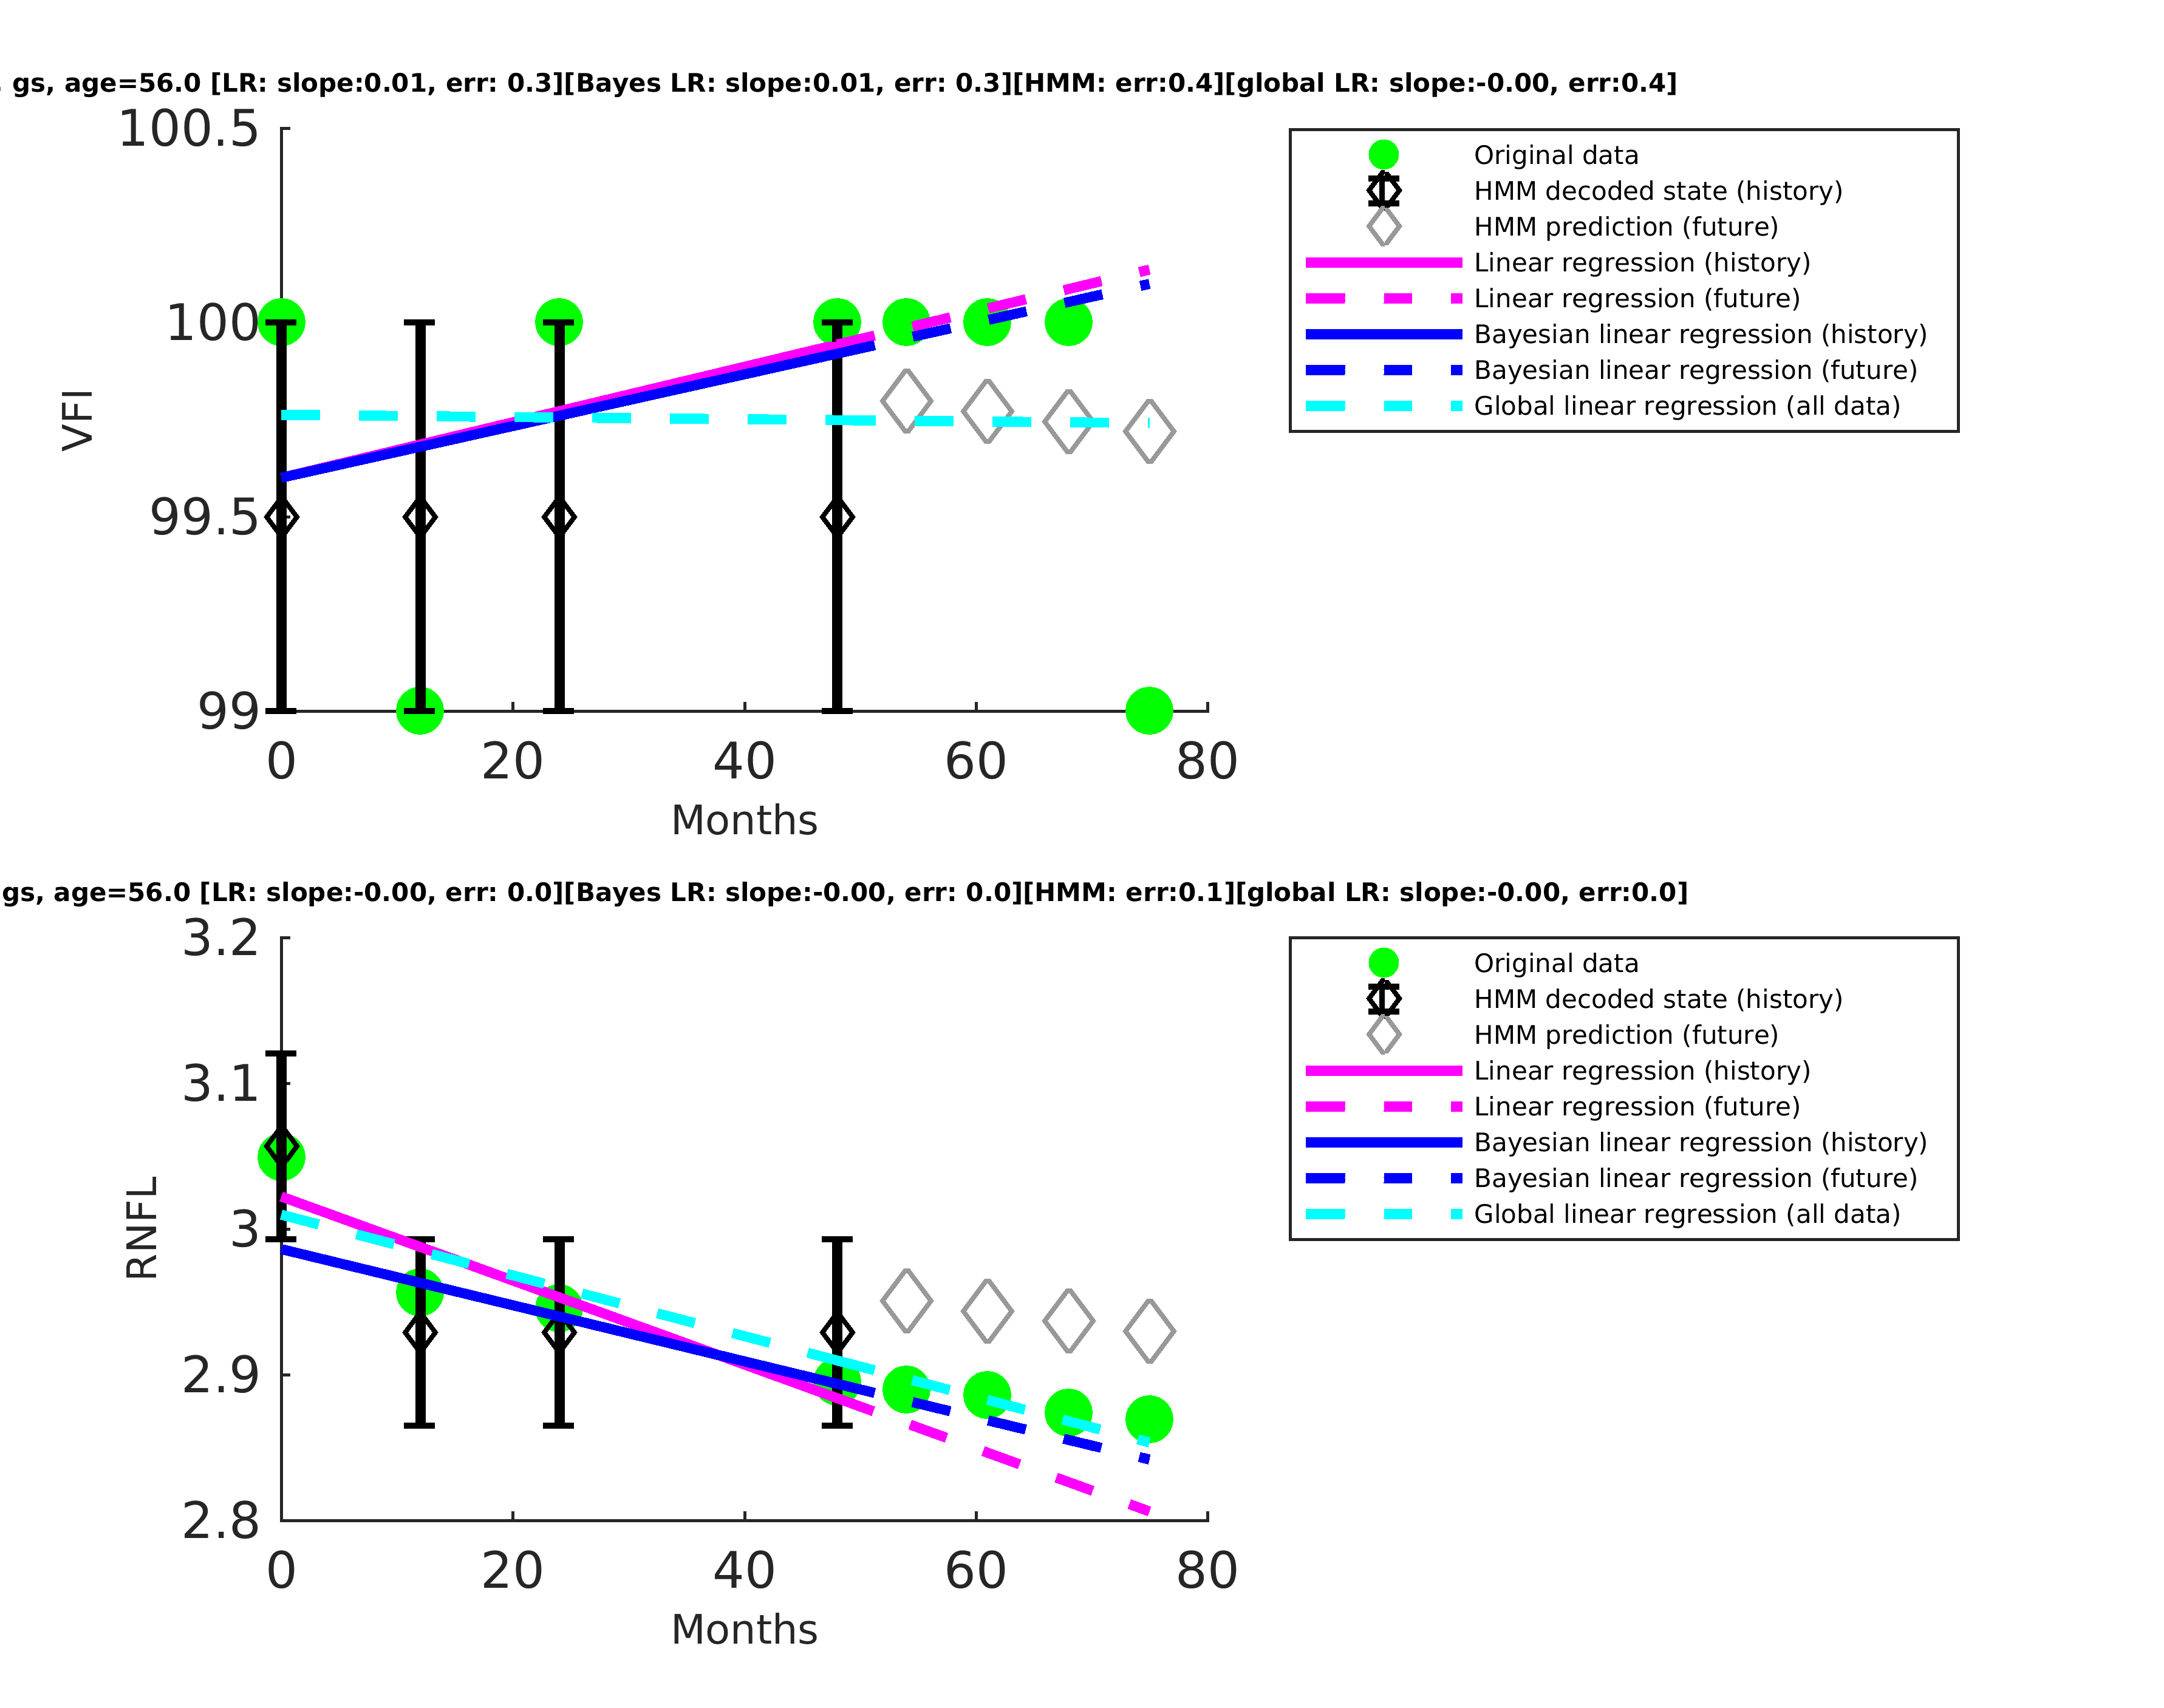 gs, age=56.0 [LR: slope:0.01, err: 0.3][Bayes LR: slope:0.01, err: 0.3][HMM: err:0.4][global LR: slope:-0.00, err:0.4]
100.5
100
99.5
99
VFI
0 20 40 60 80
Months
Original data
HMM decoded state (history)
HMM prediction (future)
Linear regression (history)
Linear regression (future)
Bayesian linear regression (history)
Bayesian linear regression (future)
Global linear regression (all data)
gs, age=56.0 [LR: slope:-0.00, err: 0.0][Bayes LR: slope:-0.00, err: 0.0][HMM: err:0.1][global LR: slope:-0.00, err:0.0]
3.2
3.1
3
2.9
2.8
RNFL
0 20 40 60 80
Months
Original data
HMM decoded state (history)
HMM prediction (future)
Linear regression (history)
Linear regression (future)
Bayesian linear regression (history)
Bayesian linear regression (future)
Global linear regression (all data)